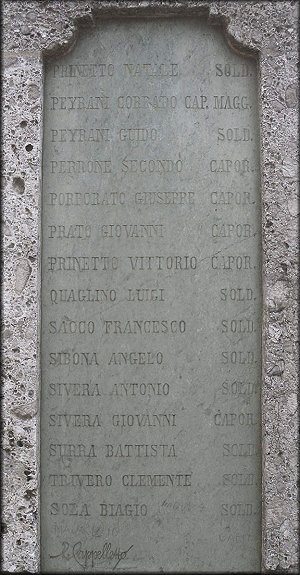 PRINETTO NATALE SOLD.
PEYRANI CORRADO CAP. MAGG.
PEYRANI GUIDO SOLD.
PERRONE SECONDO CAPOR.
PORPORATO GIUSEPPE CAPOR.
PRATO GIOVANNI CAPOR.
PRINETTO VITTORIO CAPOR.
QUAGLINO LUIGI SOLD.
SACCO FRANCESCO SOLD.
SIBONA ANGELO SOLD.
SIVERA ANTONIO SOLD.
SIVERA GIOVANNI CAPOR.
SURRA BATTISTA SOLD.
TRIVERO CLEMENTE SOLD.
SOZA BIAGIO SOLD.